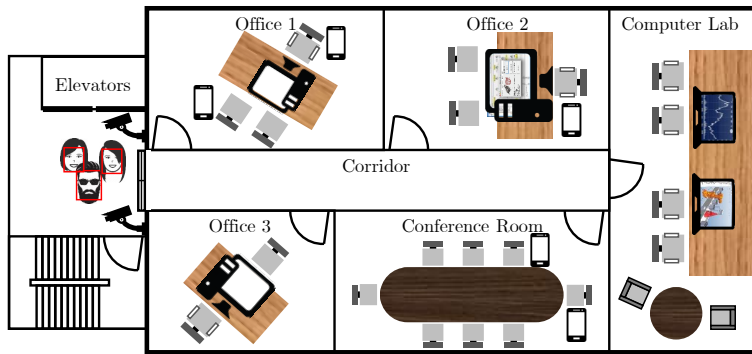 Office 1
Office 2
Computer Lab
Elevators
Corridor
Office 3
Conference Room